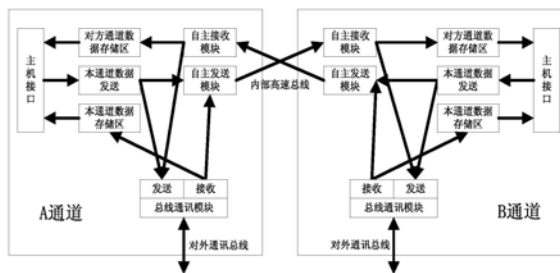 主机接口
对方通道数
据存储区
本通道数据
发送
本通道数据
存储区
自主接收
模块
自主发送
模块
发送
接收
总线通讯模块
A通道
对外通讯总线
内部高速总线
自主接收
模块
自主发送
模块
对方通道数
据存储区
本通道数据
发送
本通道数据
存储区
主机接口
接收
发送
总线通讯模块
B通道
对外通讯总线